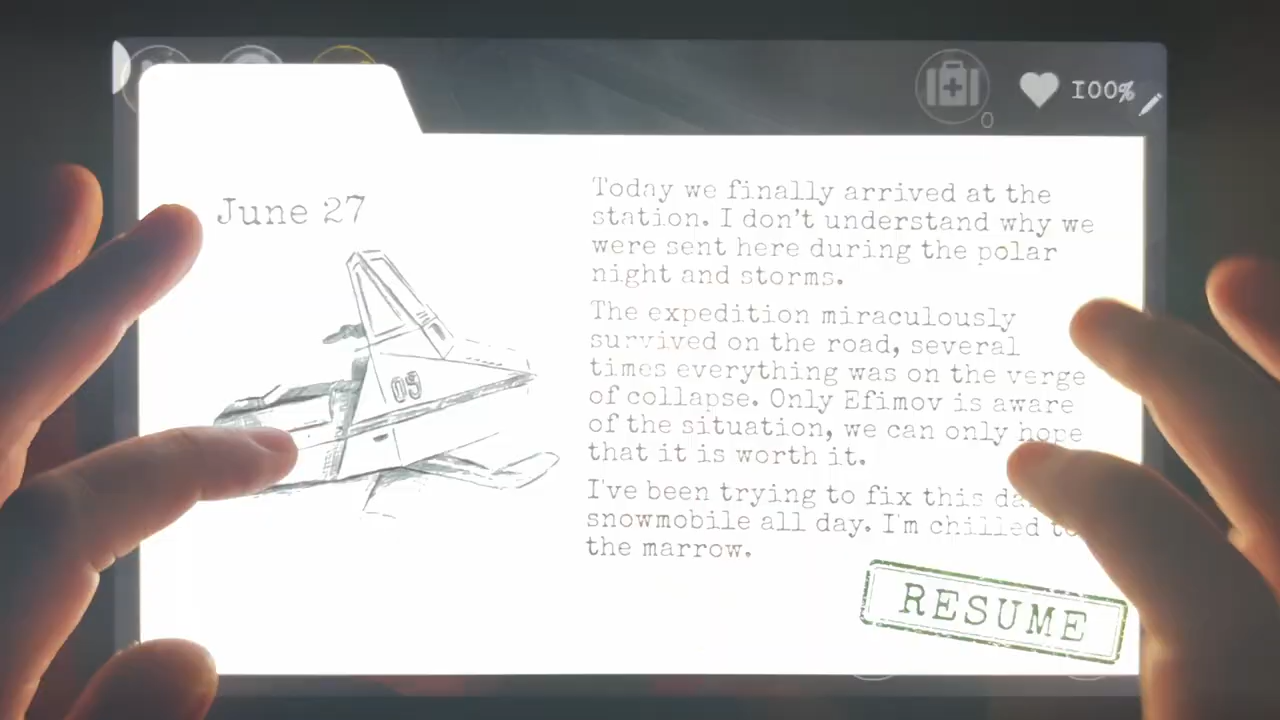 0
100%
June 27
09
Today we finally arrived at the
station. I don't understand why we
were sent here during the polar
night and storms.
The expedition miraculously
survived on the road, several
times everything was on the verge
of collapse. Only Efimov is aware
of the situation, we can only hope
that it is worth it.
I've been trying to fix this
snowmobile all day. I'm chilled to
the marrow.
RESUME